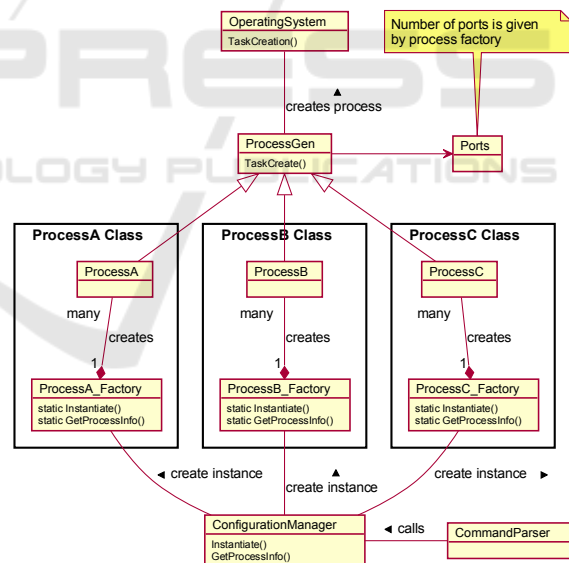 OperatingSystem
TaskCreation()
Number of ports is given
by process factory
PRESS
creates process
ProcessGen
TaskCreate()
Ports
OLOGY PUBLICATIONS
ProcessA Class
ProcessB Class
ProcessC Class
ProcessA
ProcessB
ProcessC
many
many
many
creates
creates
creates
1
1
1
ProcessA_Factory
static Instantiate()
static GetProcessInfo()
ProcessB_Factory
static Instantiate()
static GetProcessInfo()
ProcessC_Factory
static Instantiate()
static GetProcessInfo()
create instance
create instance
create instance
ConfigurationManager
Instantiate()
GetProcessInfo()
calls
CommandParser